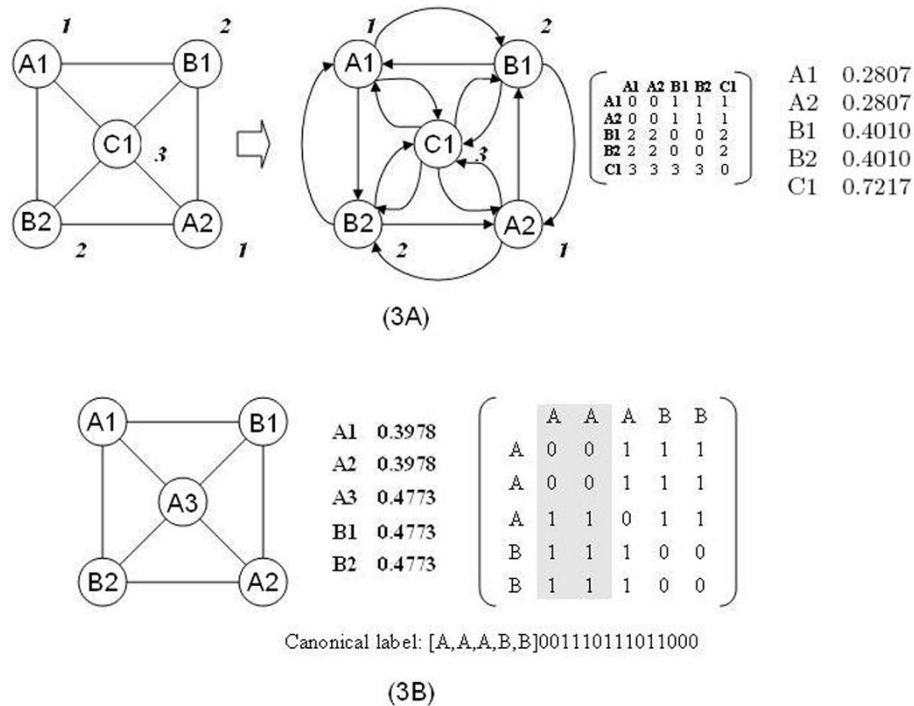 1 2
A1 B1
C1
3
B2 A2
2 1
1 2
A1 B1
C1
3
B2 A2
2 1
A1 A2 B1 B2 C1
A1 0 0 1 1 1
A2 0 0 1 1 1
B1 2 2 0 0 2
B2 2 2 0 0 2
C1 3 3 3 3 0
A1 0.2807
A2 0.2807
B1 0.4010
B2 0.4010
C1 0.7217
(3A)
A1 B1
A3
B2 A2
A1 0.3978
A2 0.3978
A3 0.4773
B1 0.4773
B2 0.4773
A A A B B
A 0 0 1 1 1
A 0 0 1 1 1
A 1 1 0 1 1
B 1 1 1 0 0
B 1 1 1 0 0
Canonical label: [A,A,A,B,B]001110111011000
(3B)